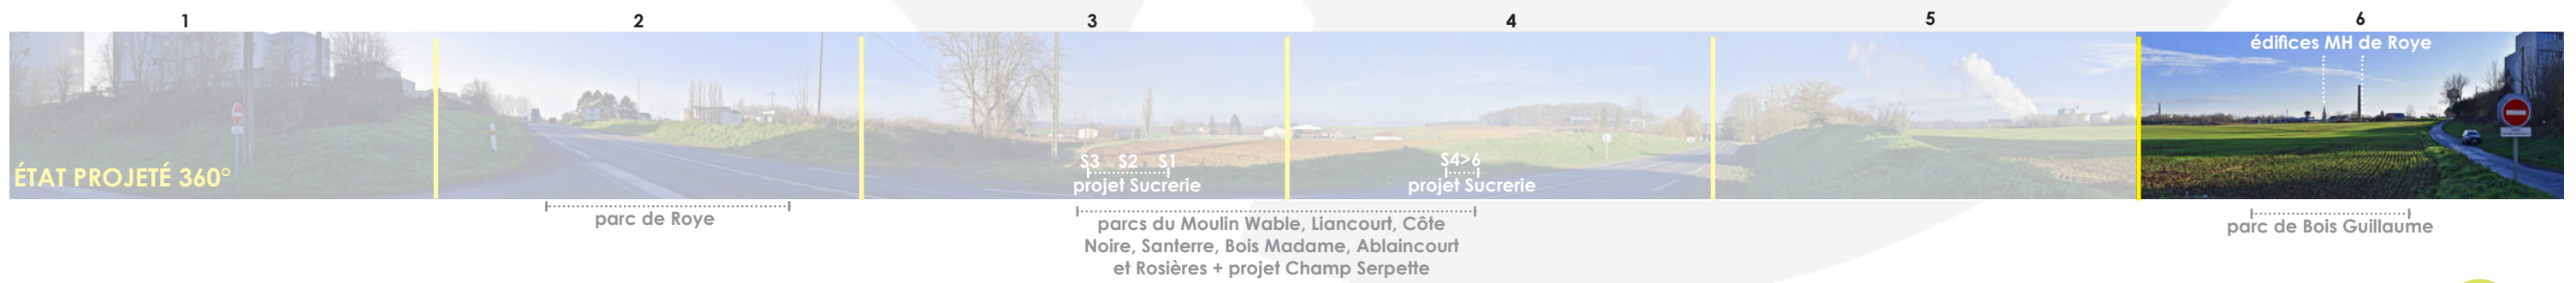 1 2 3 4 5 6
édifices MH de Roye
S3 S2 S1
projet Sucrerie
S4>6
projet Sucrerie
ÉTAT PROJETÉ 360°
parc de Roye
parcs du Moulin Wable, Liancourt, Côte
Noire, Santerre, Bois Madame, Ablaincourt
et Rosières + projet Champ Serpette
parc de Bois Guillaume